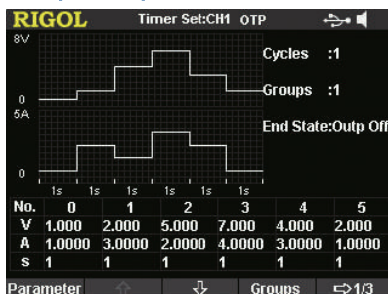 RIGOL Timer Set:CH1 OTP
8V
Cycles :1
0
Groups :1
5A
End State:Outp Off
0
1s 1s 1s 1s 1s
No. 0 1 2 3 4 5
V 1.000 2.000 5.000 7.000 4.000 2.000
A 1.0000 3.0000 2.0000 4.0000 3.0000 1.0000
s 1 1 1 1 1 1
Parameter Groups 1/3